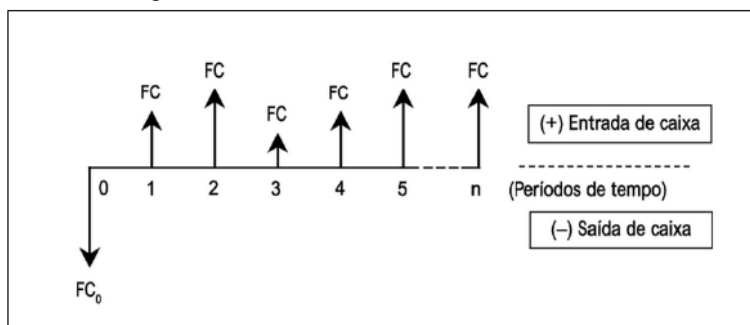 FC FC FC FC FC FC
(+) Entrada de caixa
0 1 2 3 4 5 n (Períodos de tempo)
(–) Saída de caixa
FC₀